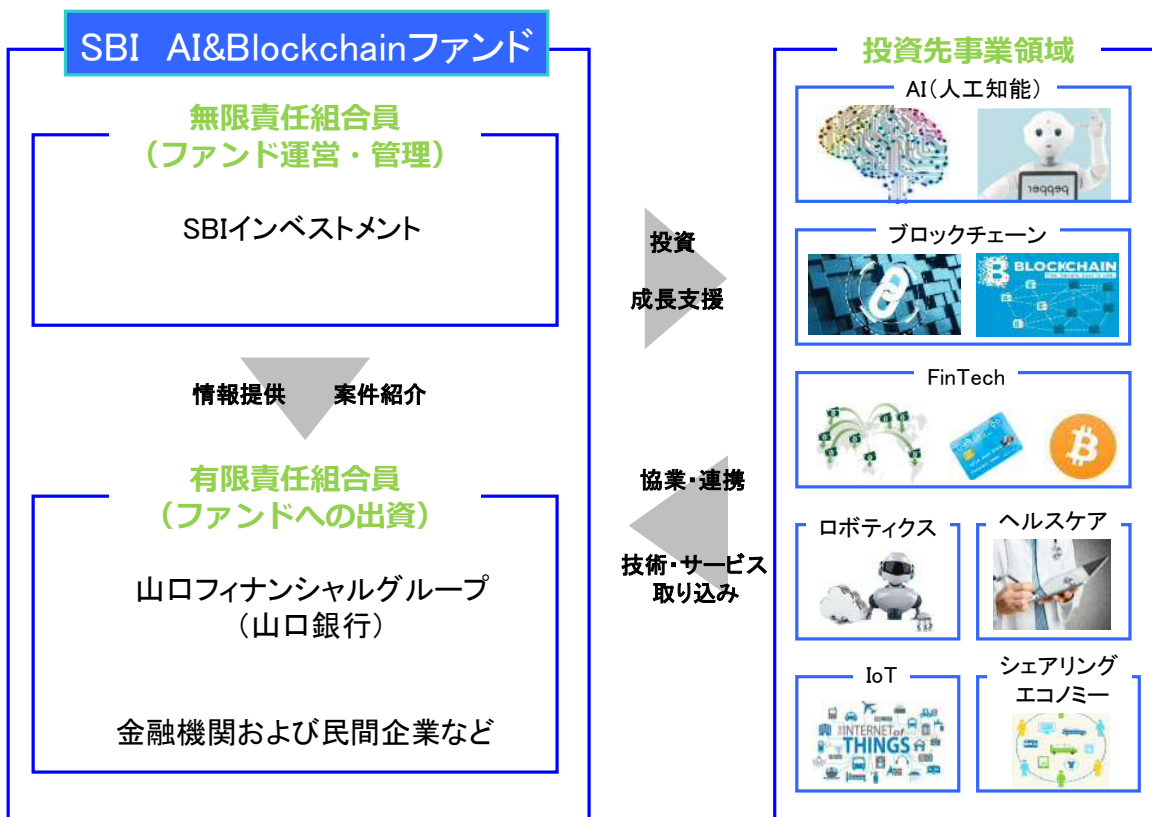 SBI AI&Blockchainファンド
無限責任組合員
（ファンド運営・管理）
SBIインベストメント
情報提供 案件紹介
有限責任組合員
（ファンドへの出資）
山口フィナンシャルグループ
（山口銀行）
金融機関および民間企業など
投資
成長支援
協業・連携
技術・サービス
取り込み
投資先事業領域
AI（人工知能）
pepper
ブロックチェーン
BLOCKCHAIN
FinTech
ロボティクス
ヘルスケア
IoT
INTERNET of
THINGS
シェアリング
エコノミー